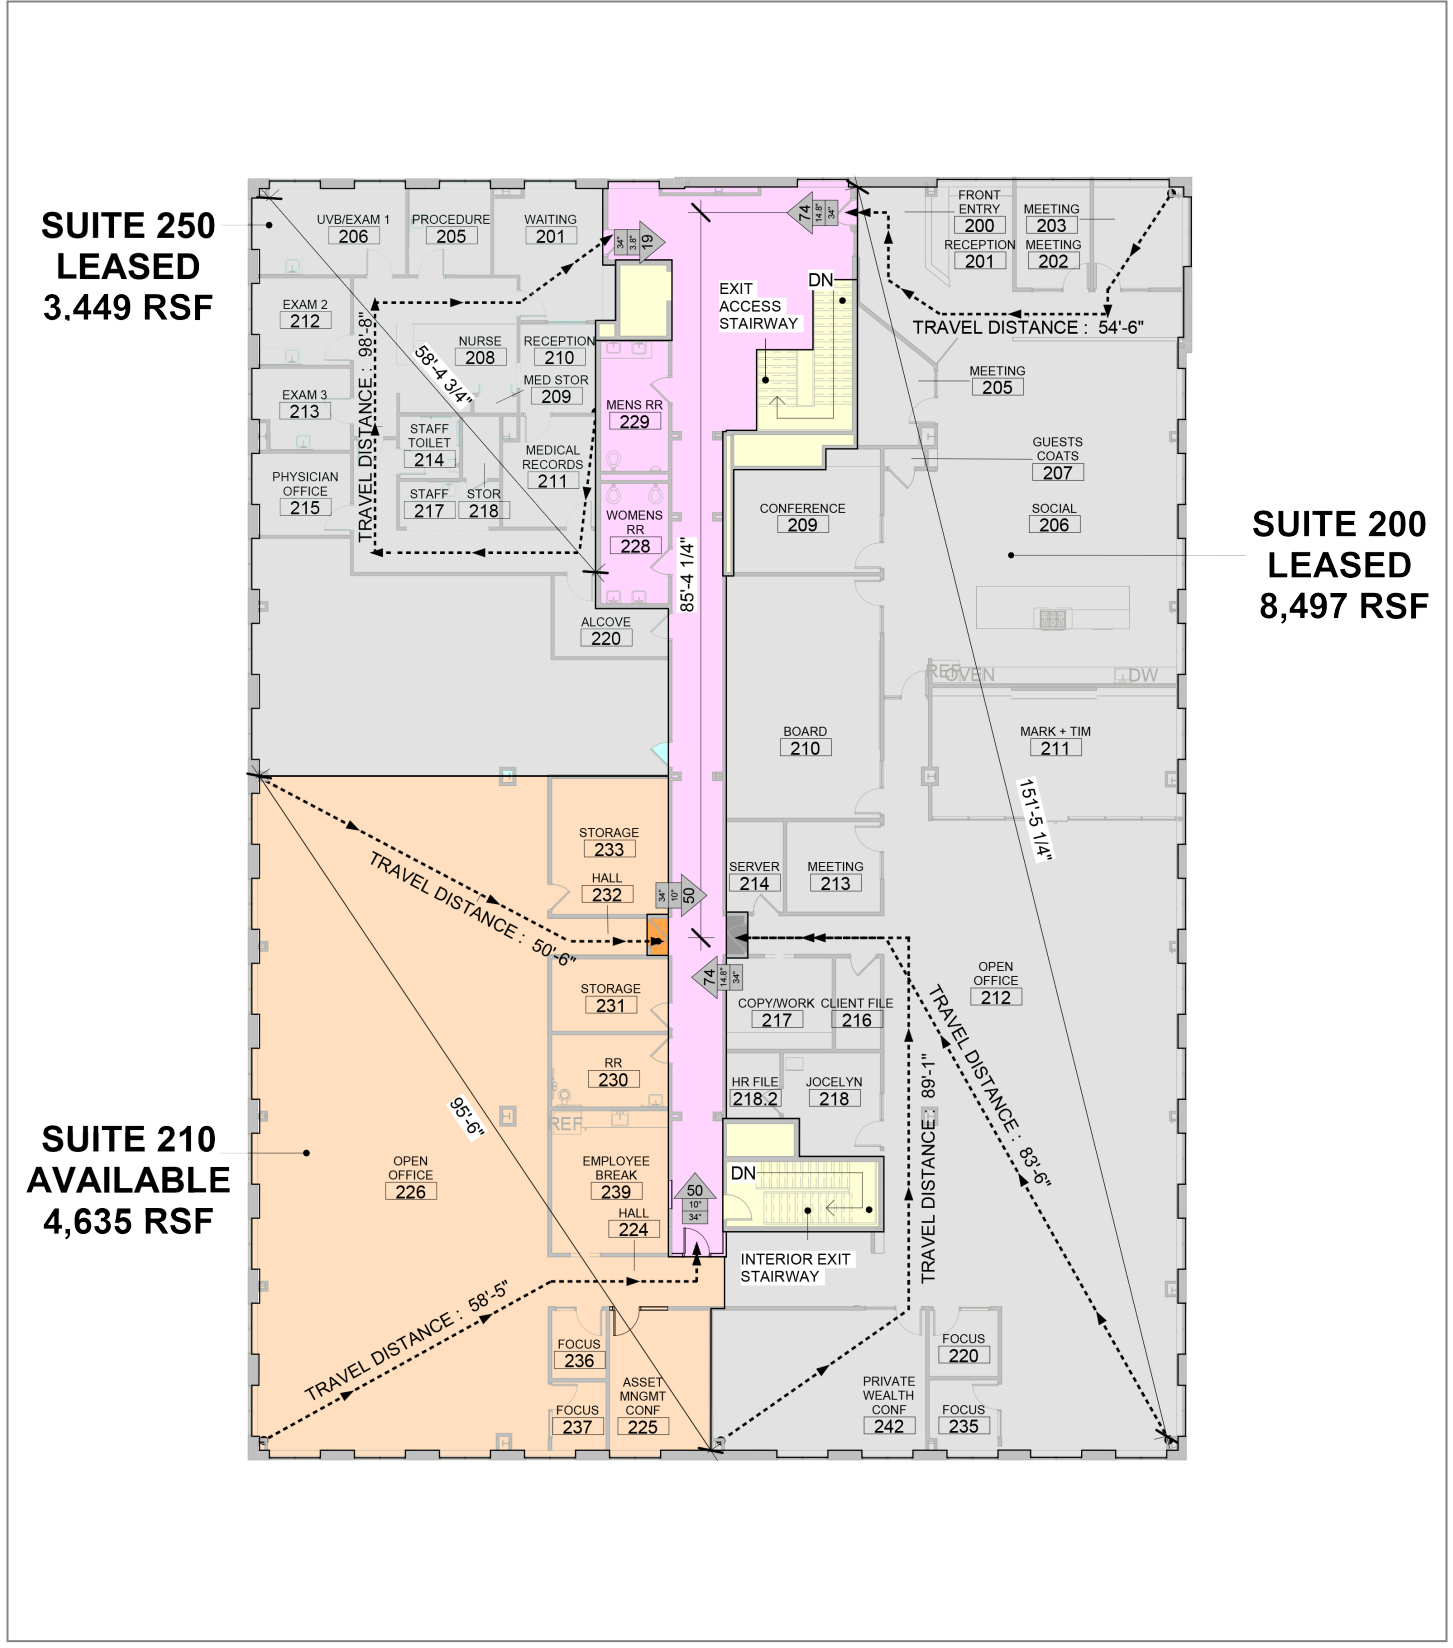 SUITE 250
LEASED
3,449 RSF
UVB/EXAM 1
206
PROCEDURE
205
WAITING
201
34"
3.8"
19
74
14.8"
34"
FRONT
ENTRY
200
RECEPTION
201
MEETING
203
MEETING
202
TRAVEL DISTANCE : 54'-6"
EXIT
ACCESS
STAIRWAY
DN
EXAM 2
212
TRAVEL DISTANCE : 98'-8"
58'-4 3/4"
NURSE
208
RECEPTION
210
MED STOR
209
EXAM 3
213
STAFF
TOILET
214
MEDICAL
RECORDS
211
PHYSICIAN
OFFICE
215
STAFF
217
STOR
218
MENS RR
229
WOMENS
RR
228
85'-4 1/4"
ALCOVE
220
MEETING
205
GUESTS
COATS
207
CONFERENCE
209
SOCIAL
206
SUITE 200
LEASED
8,497 RSF
REF
OVEN
DW
BOARD
210
MARK + TIM
211
151'-5 1/4"
STORAGE
233
HALL
232
34"
10"
50
TRAVEL DISTANCE : 50'-6"
SERVER
214
MEETING
213
74
14.8"
34"
STORAGE
231
COPY/WORK
217
CLIENT FILE
216
OPEN
OFFICE
212
TRAVEL DISTANCE : 83'-6"
TRAVEL DISTANCE : 89'-1"
RR
230
HR FILE
218.2
JOCELYN
218
95'-6"
REF.
SUITE 210
AVAILABLE
4,635 RSF
OPEN
OFFICE
226
EMPLOYEE
BREAK
239
HALL
224
50
10"
34"
DN
INTERIOR EXIT
STAIRWAY
TRAVEL DISTANCE : 58'-5"
FOCUS
236
FOCUS
237
ASSET
MNGMT
CONF
225
PRIVATE
WEALTH
CONF
242
FOCUS
220
FOCUS
235